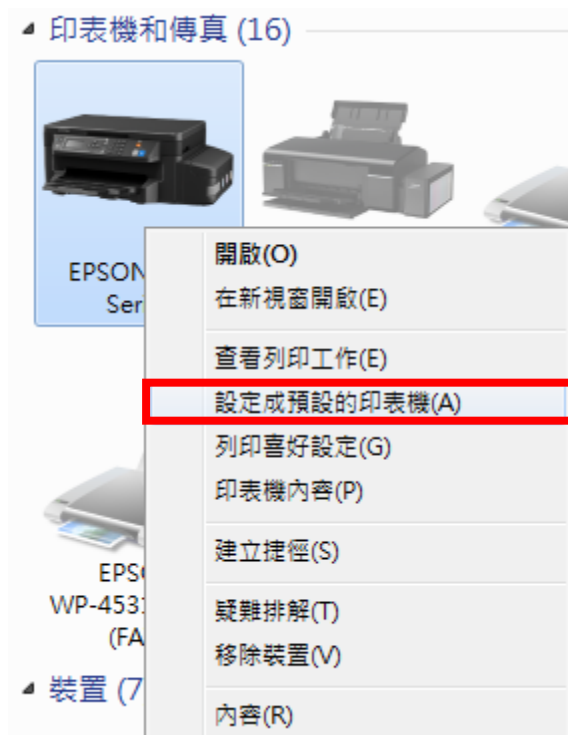 印表機和傳真 (16)
EPSON
Ser
開啟(O)
在新視窗開啟(E)
查看列印工作(E)
設定成預設的印表機(A)
列印喜好設定(G)
印表機內容(P)
建立捷徑(S)
疑難排解(T)
移除裝置(V)
內容(R)
EPS
WP-453
(FA
裝置 (7